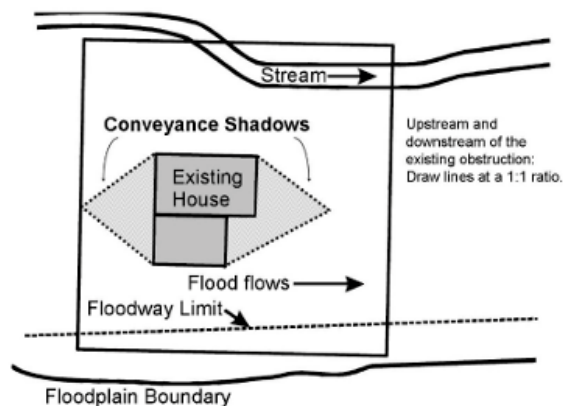 Stream
Conveyance Shadows
Upstream and
downstream of the
existing obstruction:
Draw lines at a 1:1 ratio.
Existing
House
Flood flows
Floodway Limit
Floodplain Boundary